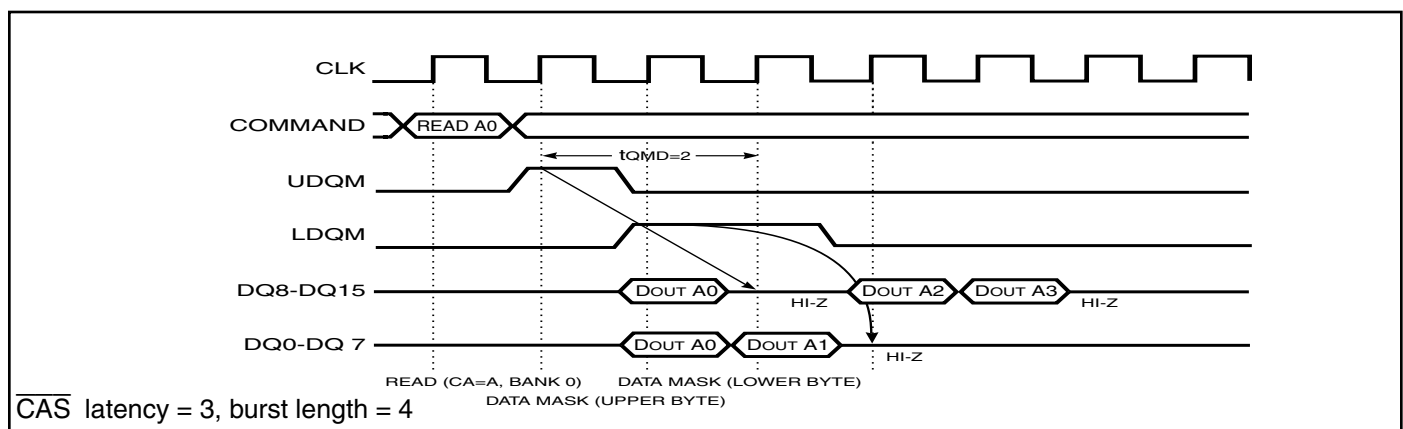 CLK
COMMAND READ A0
tQMD=2
UDQM
LDQM
DQ8-DQ15 DOUT A0 HI-Z DOUT A2 DOUT A3 HI-Z
DQ0-DQ 7 DOUT A0 DOUT A1 HI-Z
READ (CA=A, BANK 0) DATA MASK (LOWER BYTE)
DATA MASK (UPPER BYTE)
CAS latency = 3, burst length = 4